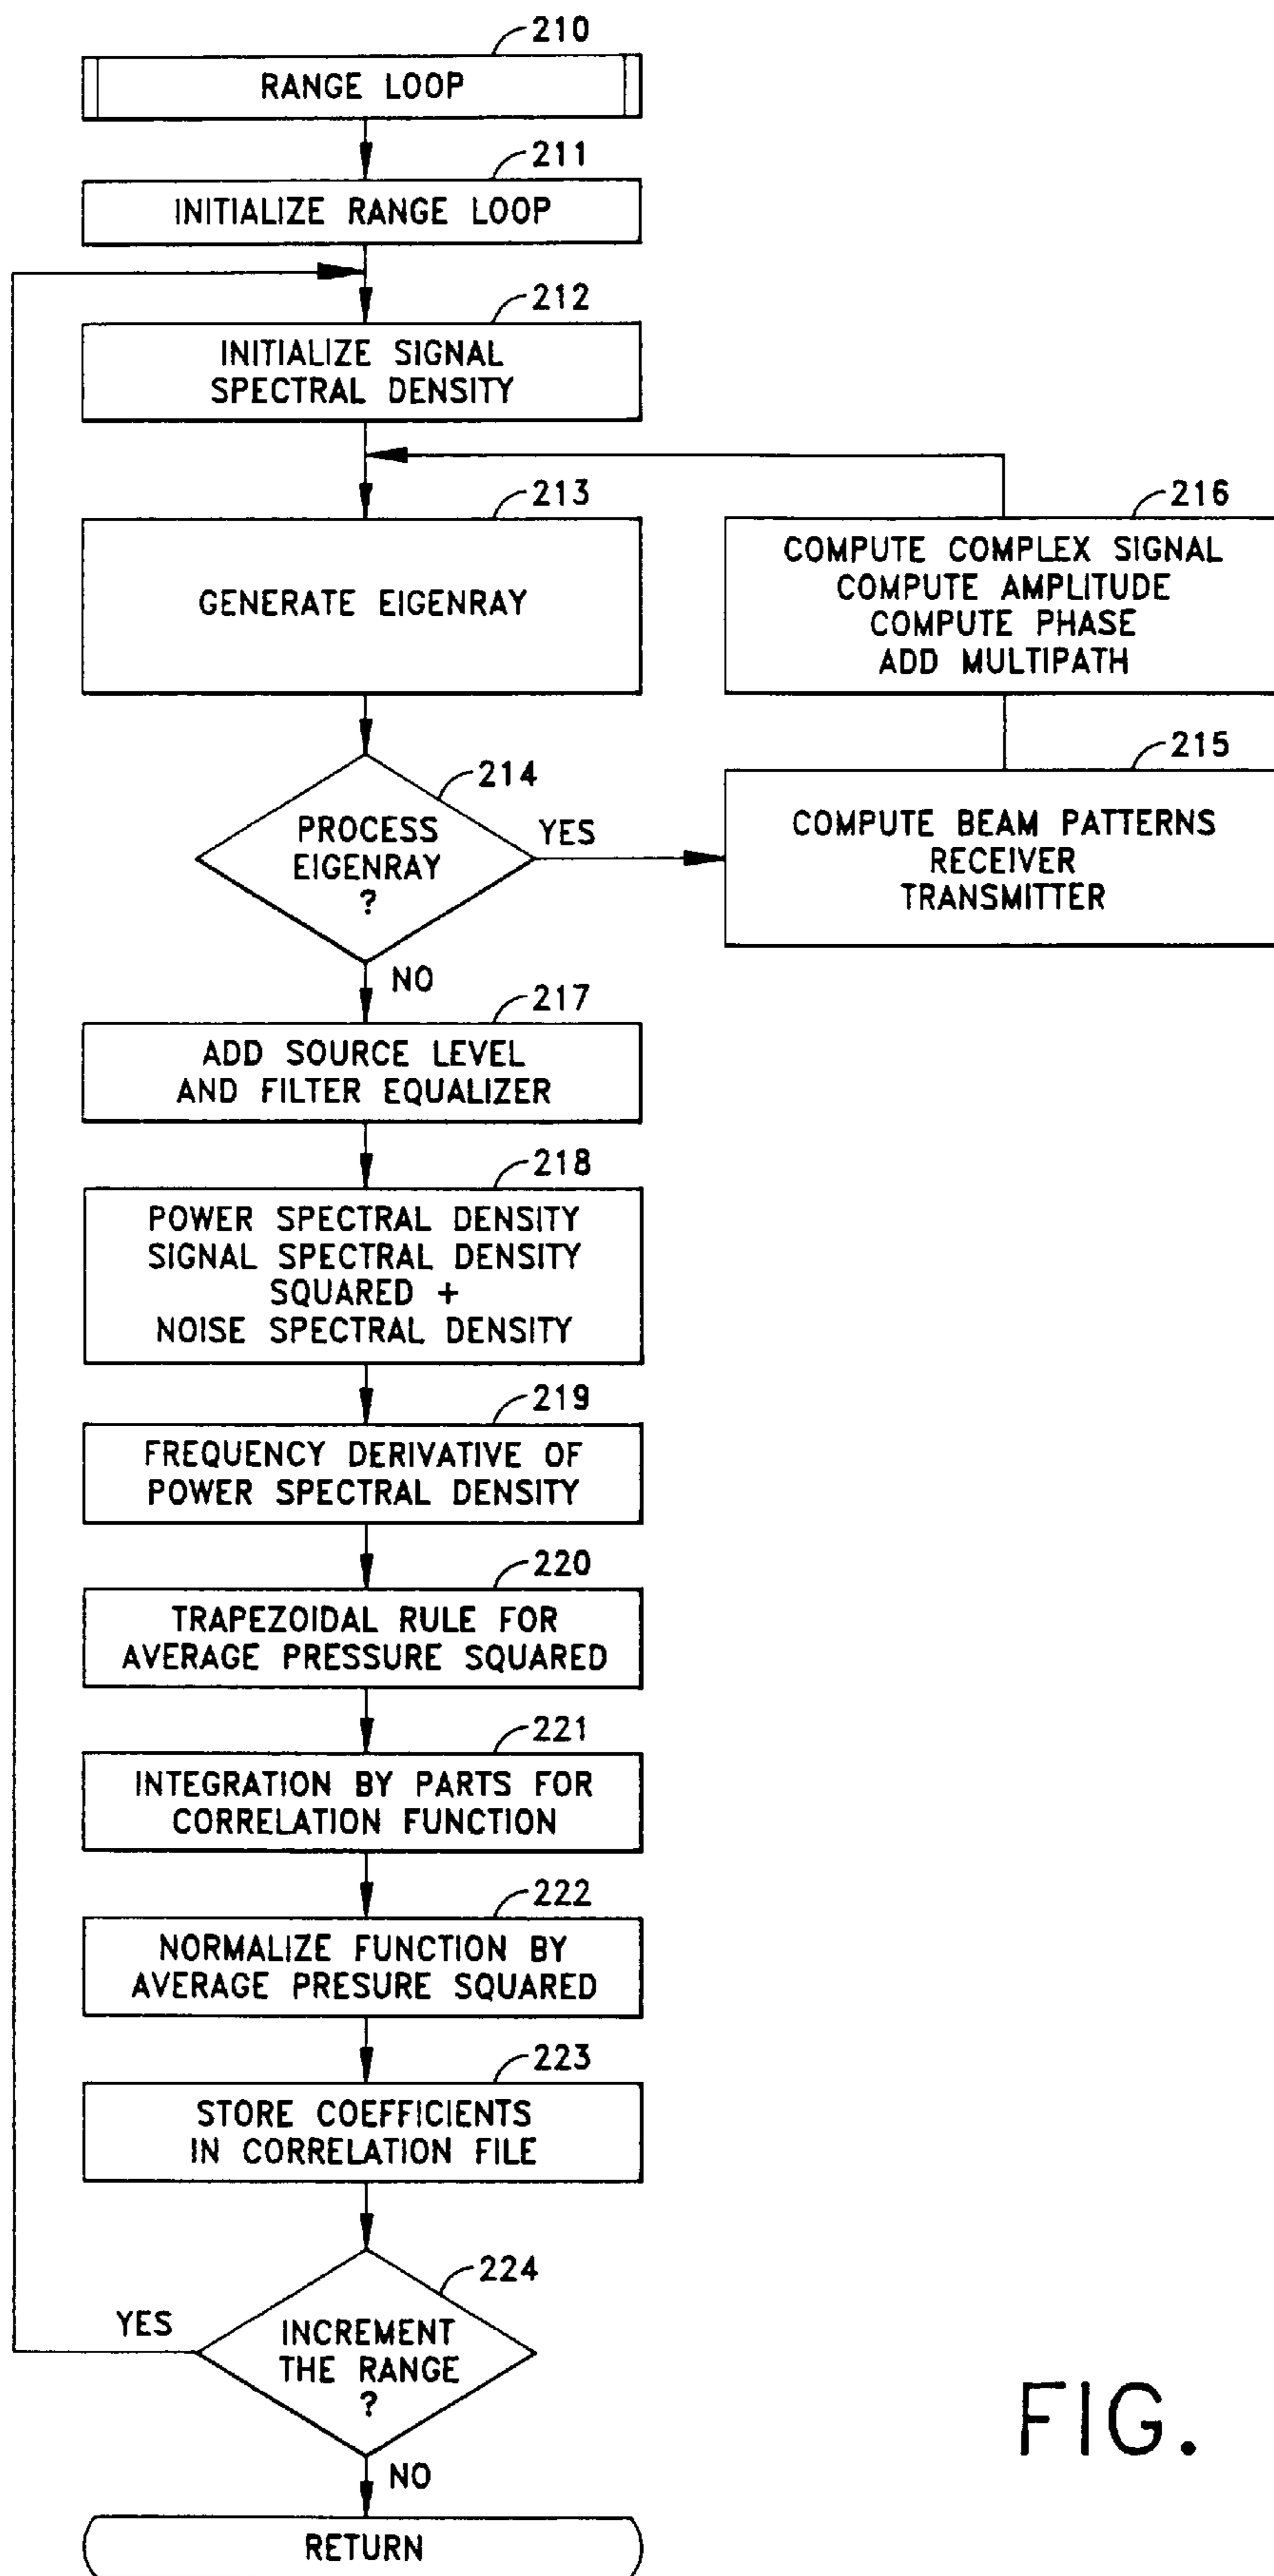 210
RANGE LOOP
211
INITIALIZE RANGE LOOP
212
INITIALIZE SIGNAL
SPECTRAL DENSITY
213
GENERATE EIGENRAY
216
COMPUTE COMPLEX SIGNAL
COMPUTE AMPLITUDE
COMPUTE PHASE
ADD MULTIPATH
214
PROCESS
EIGENRAY
?
YES
215
COMPUTE BEAM PATTERNS
RECEIVER
TRANSMITTER
NO
217
ADD SOURCE LEVEL
AND FILTER EQUALIZER
218
POWER SPECTRAL DENSITY
SIGNAL SPECTRAL DENSITY
SQUARED +
NOISE SPECTRAL DENSITY
219
FREQUENCY DERIVATIVE OF
POWER SPECTRAL DENSITY
220
TRAPEZOIDAL RULE FOR
AVERAGE PRESSURE SQUARED
221
INTEGRATION BY PARTS FOR
CORRELATION FUNCTION
222
NORMALIZE FUNCTION BY
AVERAGE PRESURE SQUARED
223
STORE COEFFICIENTS
IN CORRELATION FILE
224
YES
INCREMENT
THE RANGE
?
NO
RETURN
FIG.